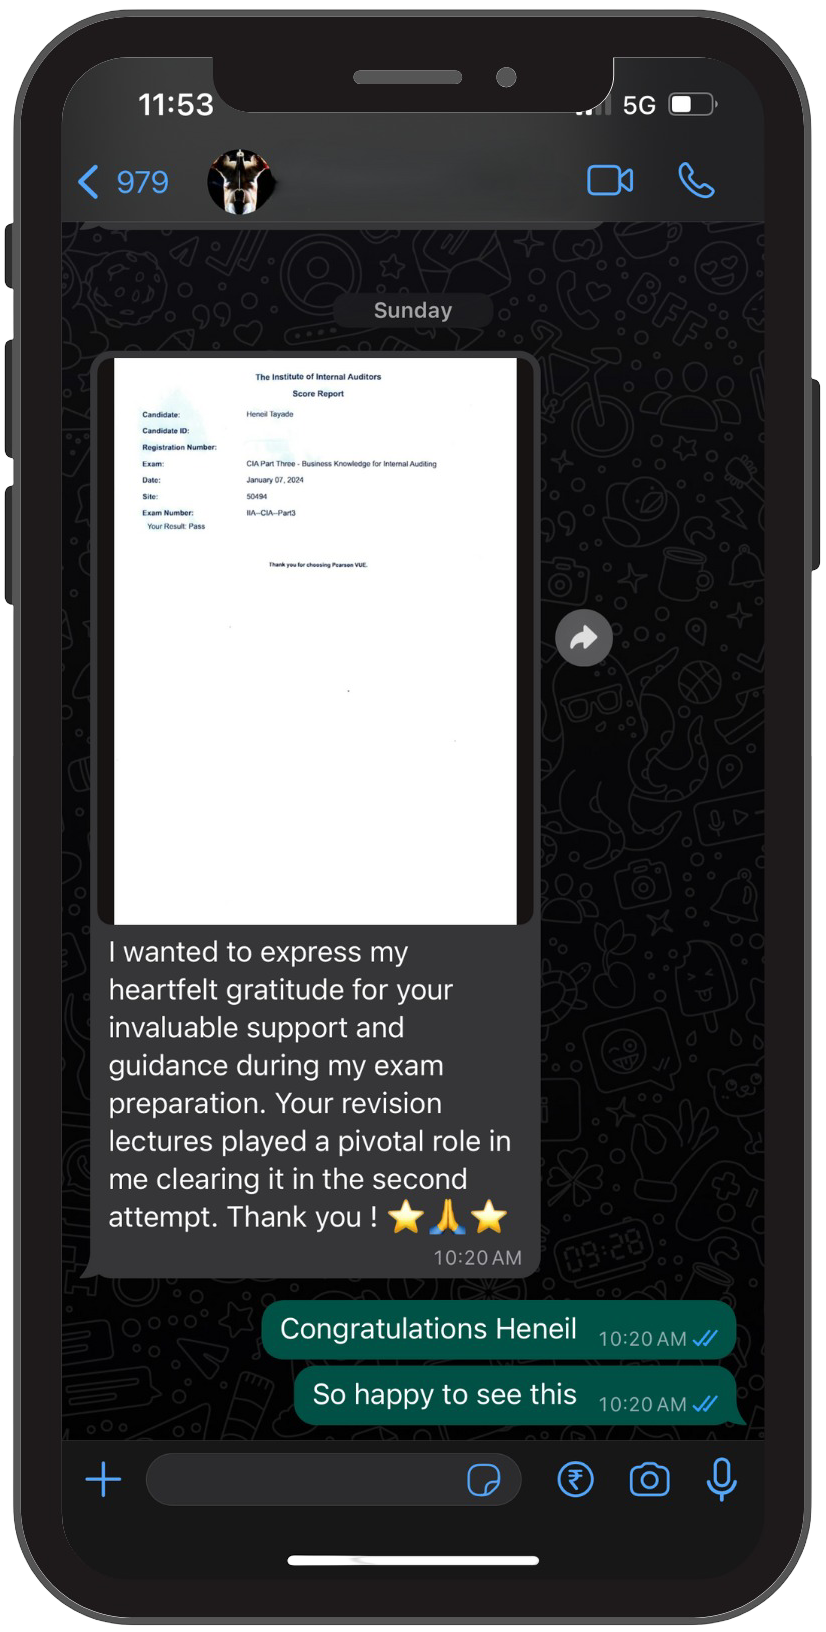 11:53
5G
979
Sunday
The Institute of Internal Auditors
Score Report
Candidate: Heneil Tayade
Candidate ID:
Registration Number:
Exam: CIA Part Three - Business Knowledge for Internal Auditing
Date: January 07, 2024
Site: 50494
Exam Number: IIA--CIA--Part3
Your Result: Pass
Thank you for choosing Pearson VUE.
I wanted to express my
heartfelt gratitude for your
invaluable support and
guidance during my exam
preparation. Your revision
lectures played a pivotal role in
me clearing it in the second
attempt. Thank you ! ⭐🙏⭐
10:20 AM
Congratulations Heneil 10:20 AM
So happy to see this 10:20 AM
BFF
09:28
₹